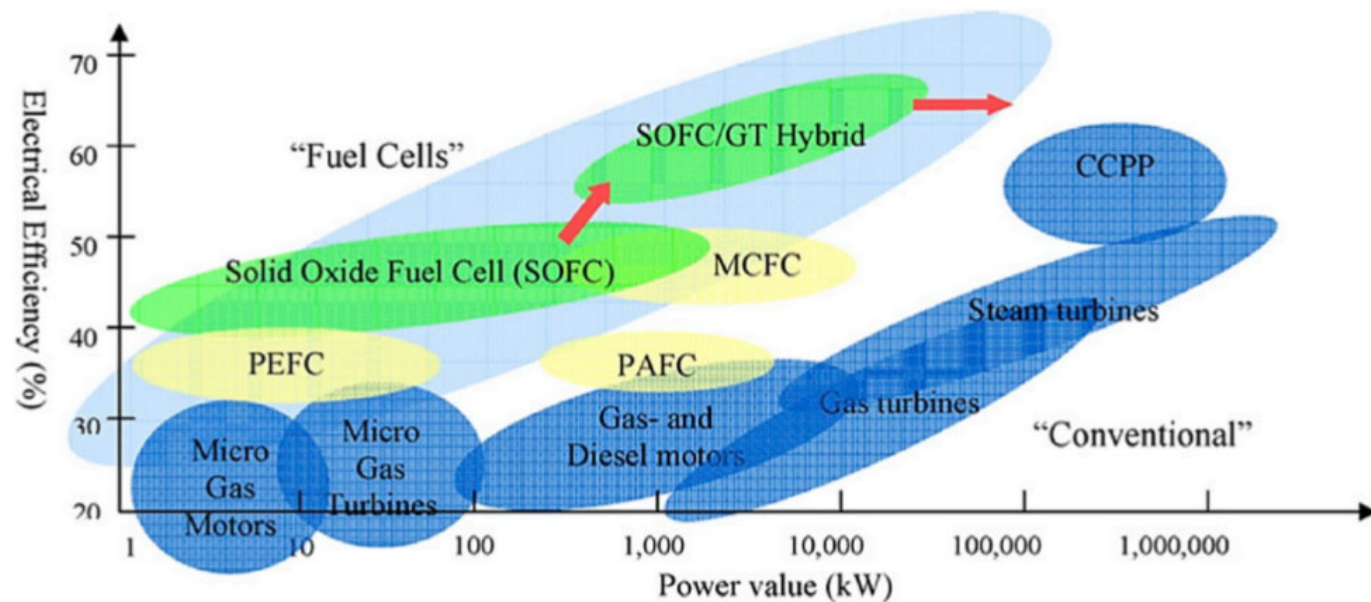 70
60
50
40
30
20
Electrical Efficiency (%)
“Fuel Cells”
SOFC/GT Hybrid
CCPP
Solid Oxide Fuel Cell (SOFC)
MCFC
Steam turbines
PEFC
PAFC
Gas turbines
Gas- and
Diesel motors
“Conventional”
Micro
Gas
Motors
Micro
Gas
Turbines
1
10
100
1,000
10,000
100,000
1,000,000
Power value (kW)